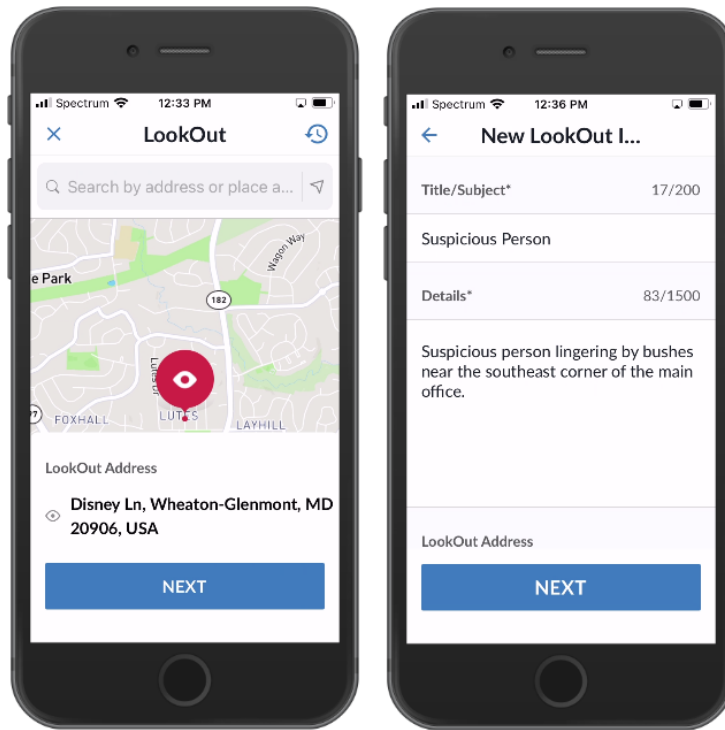 Spectrum 12:33 PM
LookOut
Search by address or place a...
Wagon Way
e Park
182
Lutes Dr
97
FOXHALL
LUTES
LAYHILL
LookOut Address
Disney Ln, Wheaton-Glenmont, MD
20906, USA
NEXT
Spectrum 12:36 PM
New LookOut I...
Title/Subject* 17/200
Suspicious Person
Details* 83/1500
Suspicious person lingering by bushes
near the southeast corner of the main
office.
LookOut Address
NEXT